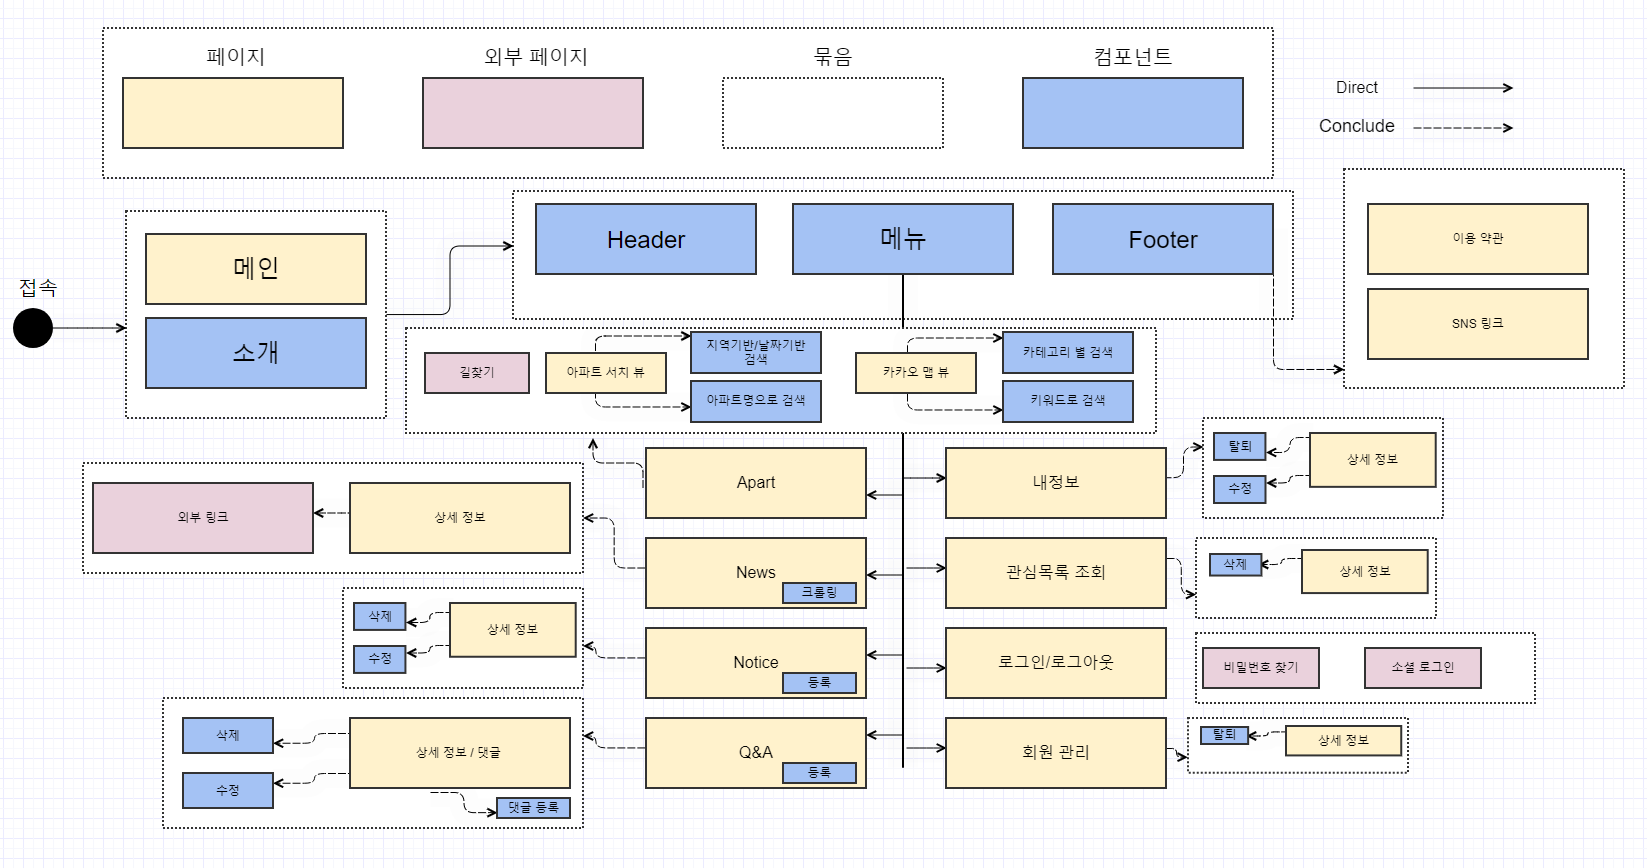 페이지
외부 페이지
묶음
컴포넌트
Direct
Conclude
접속
메인
소개
Header
메뉴
Footer
이용 약관
SNS 링크
길찾기
아파트 서치 뷰
지역기반/날짜기반
검색
아파트명으로 검색
카카오 맵 뷰
카테고리 별 검색
키워드로 검색
Apart
내정보
탈퇴
수정
상세 정보
외부 링크
상세 정보
News
크롤링
관심목록 조회
삭제
상세 정보
삭제
수정
상세 정보
Notice
등록
로그인/로그아웃
비밀번호 찾기
소셜 로그인
삭제
수정
상세 정보 / 댓글
댓글 등록
Q&A
등록
회원 관리
탈퇴
상세 정보